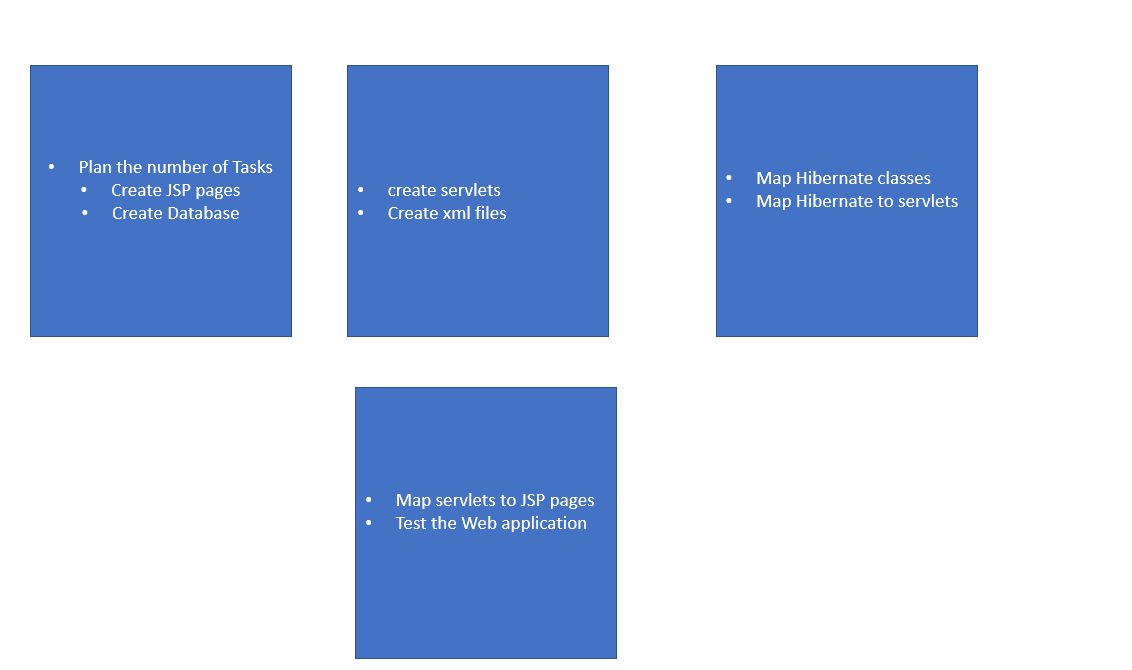 • Plan the number of Tasks
• Create JSP pages
• Create Database
• create servlets
• Create xml files
• Map Hibernate classes
• Map Hibernate to servlets
• Map servlets to JSP pages
• Test the Web application